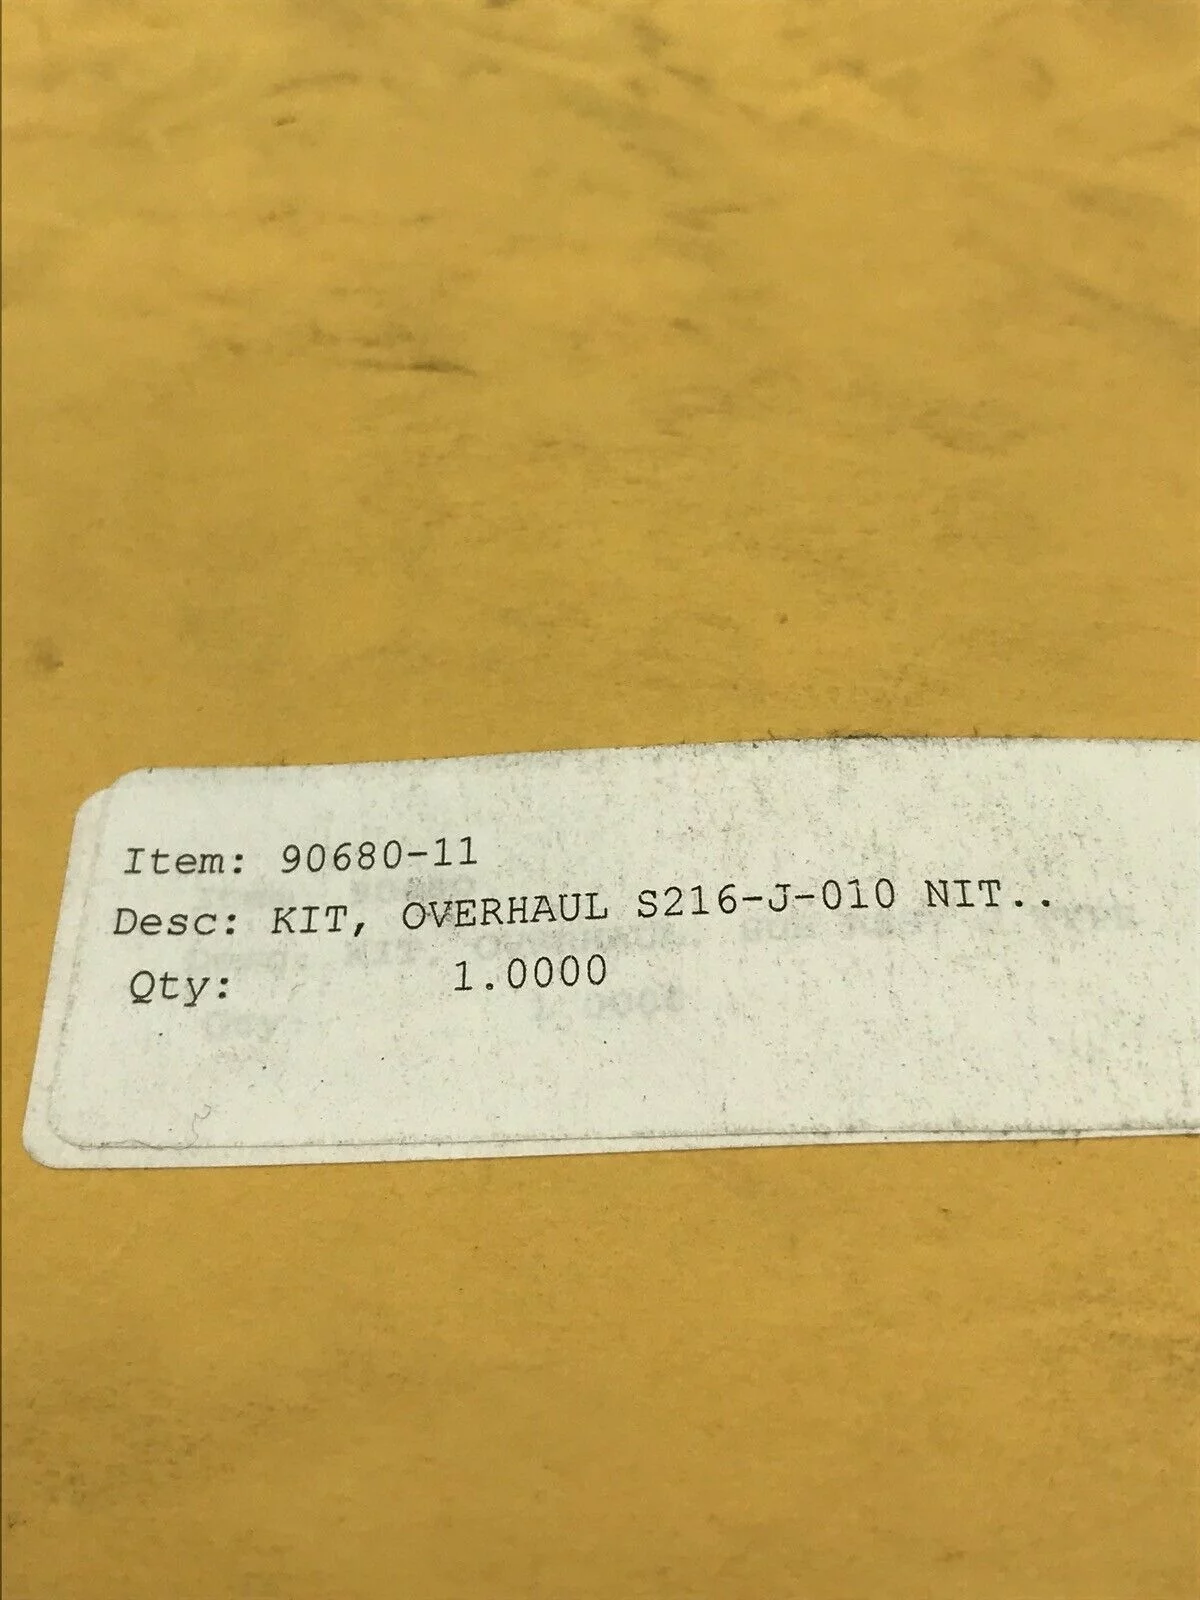 Item: 90680-11
Desc: KIT, OVERHAUL S216-J-010 NIT..
Qty: 1.0000